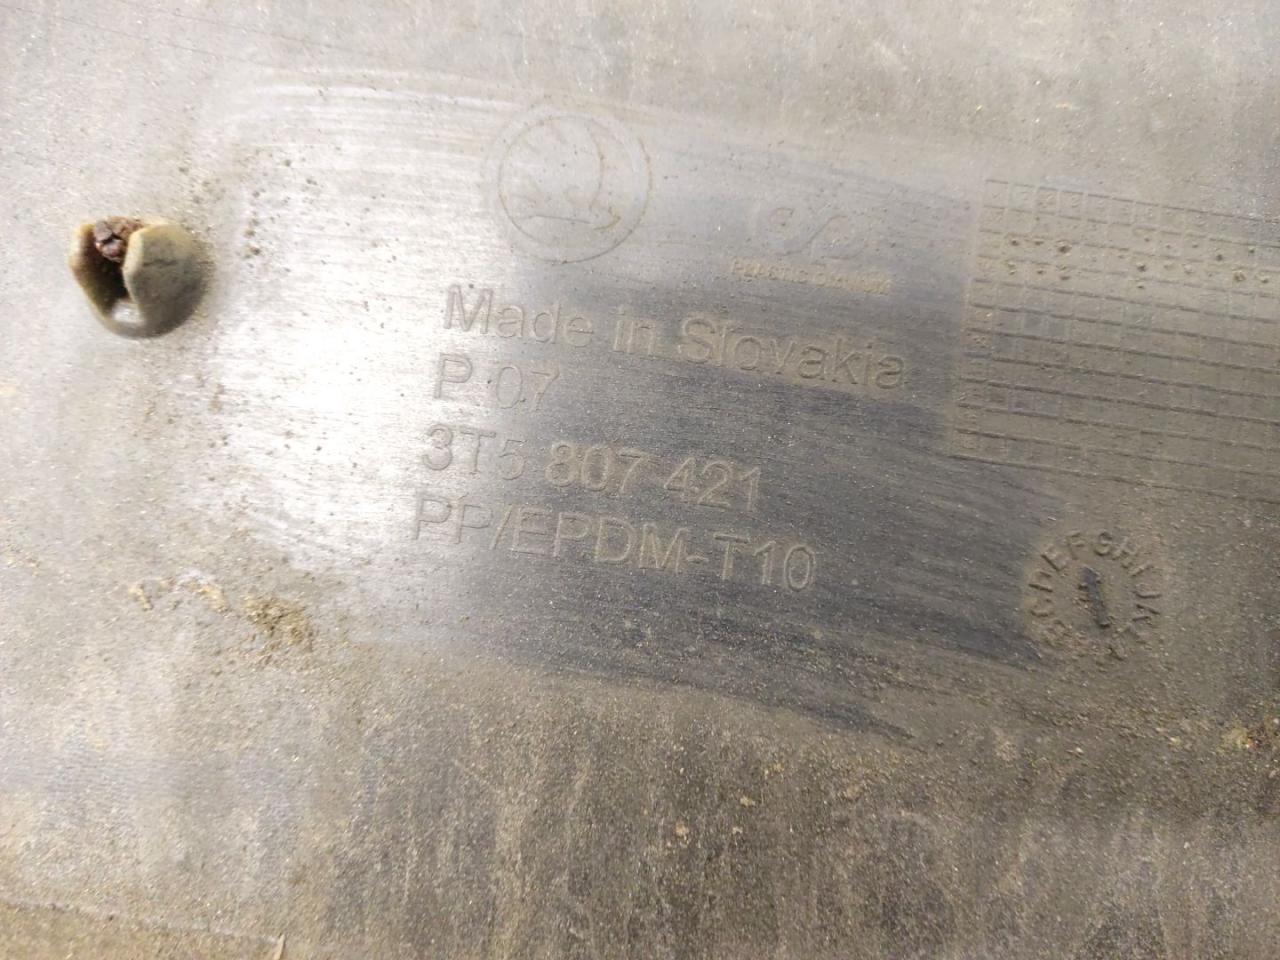 Made in Slovakia
P 07
3T5 807 421
PP/EPDM-T10